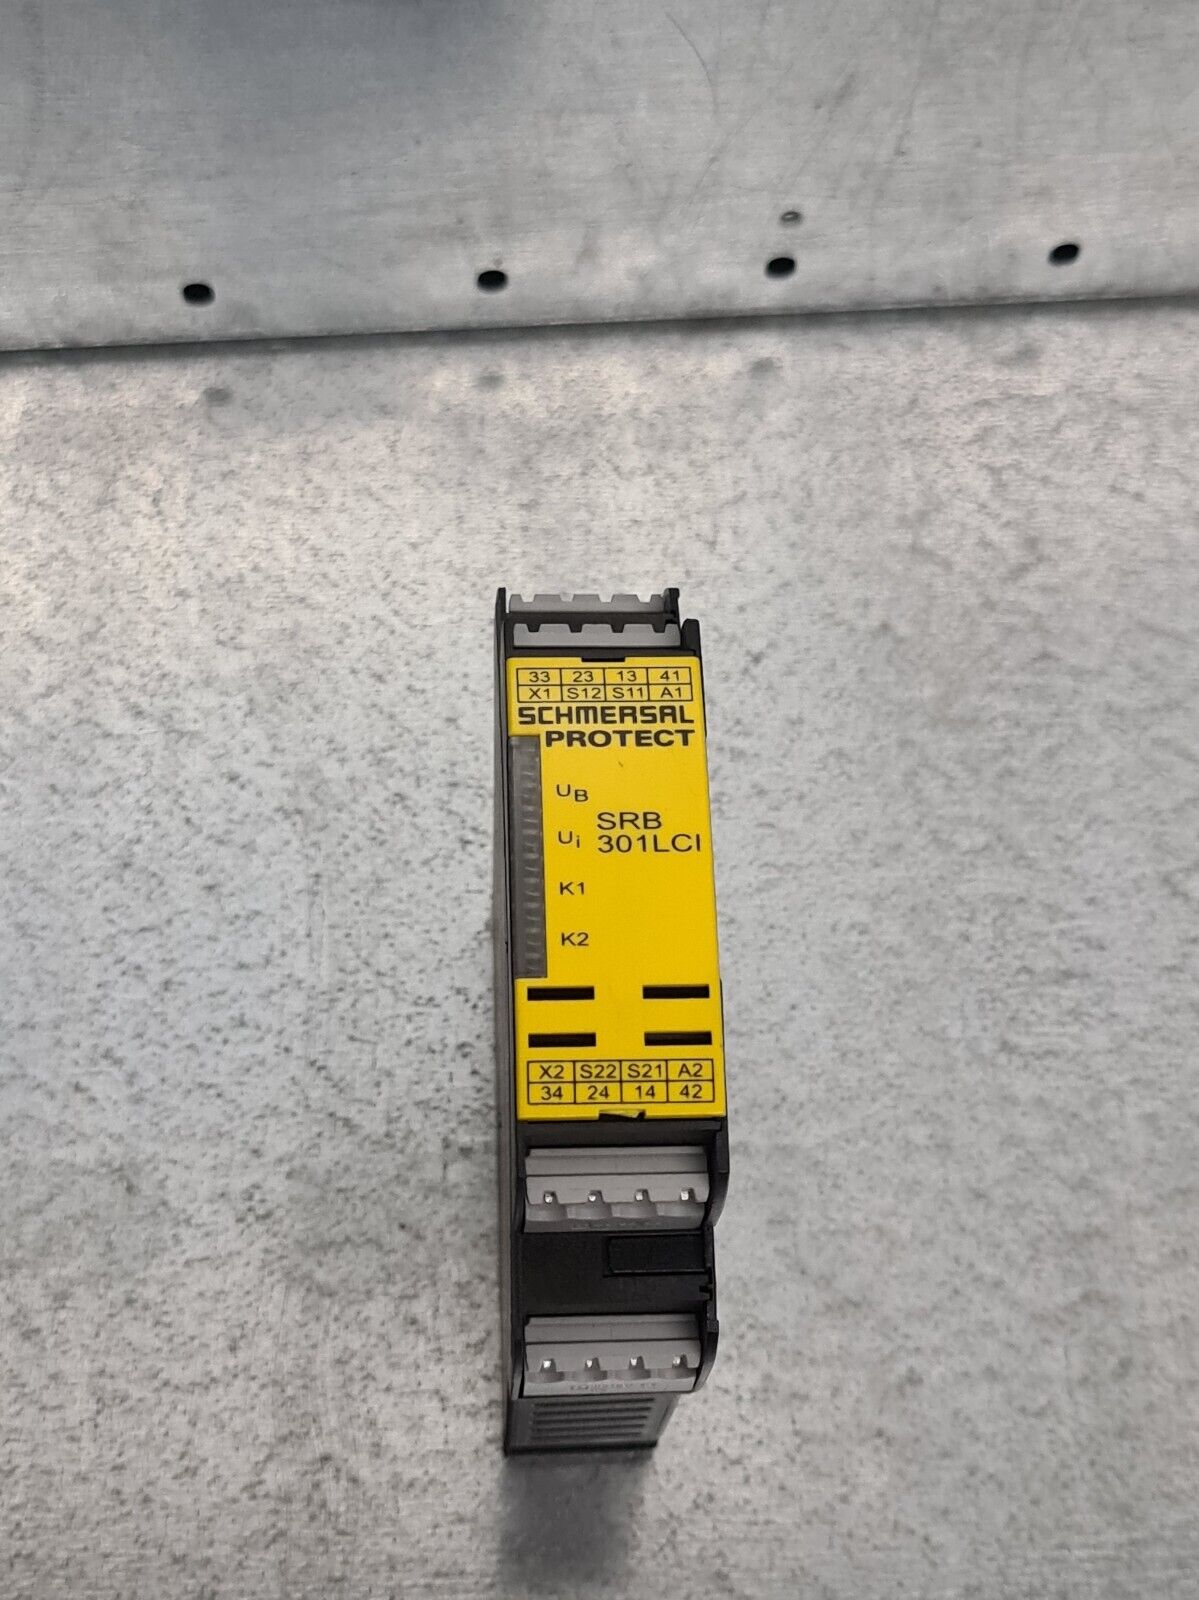 33 23 13 41
X1 S12 S11 A1
SCHMERSAL
PROTECT
UB
SRB
Ui 301LCI
K1
K2
X2 S22 S21 A2
34 24 14 42